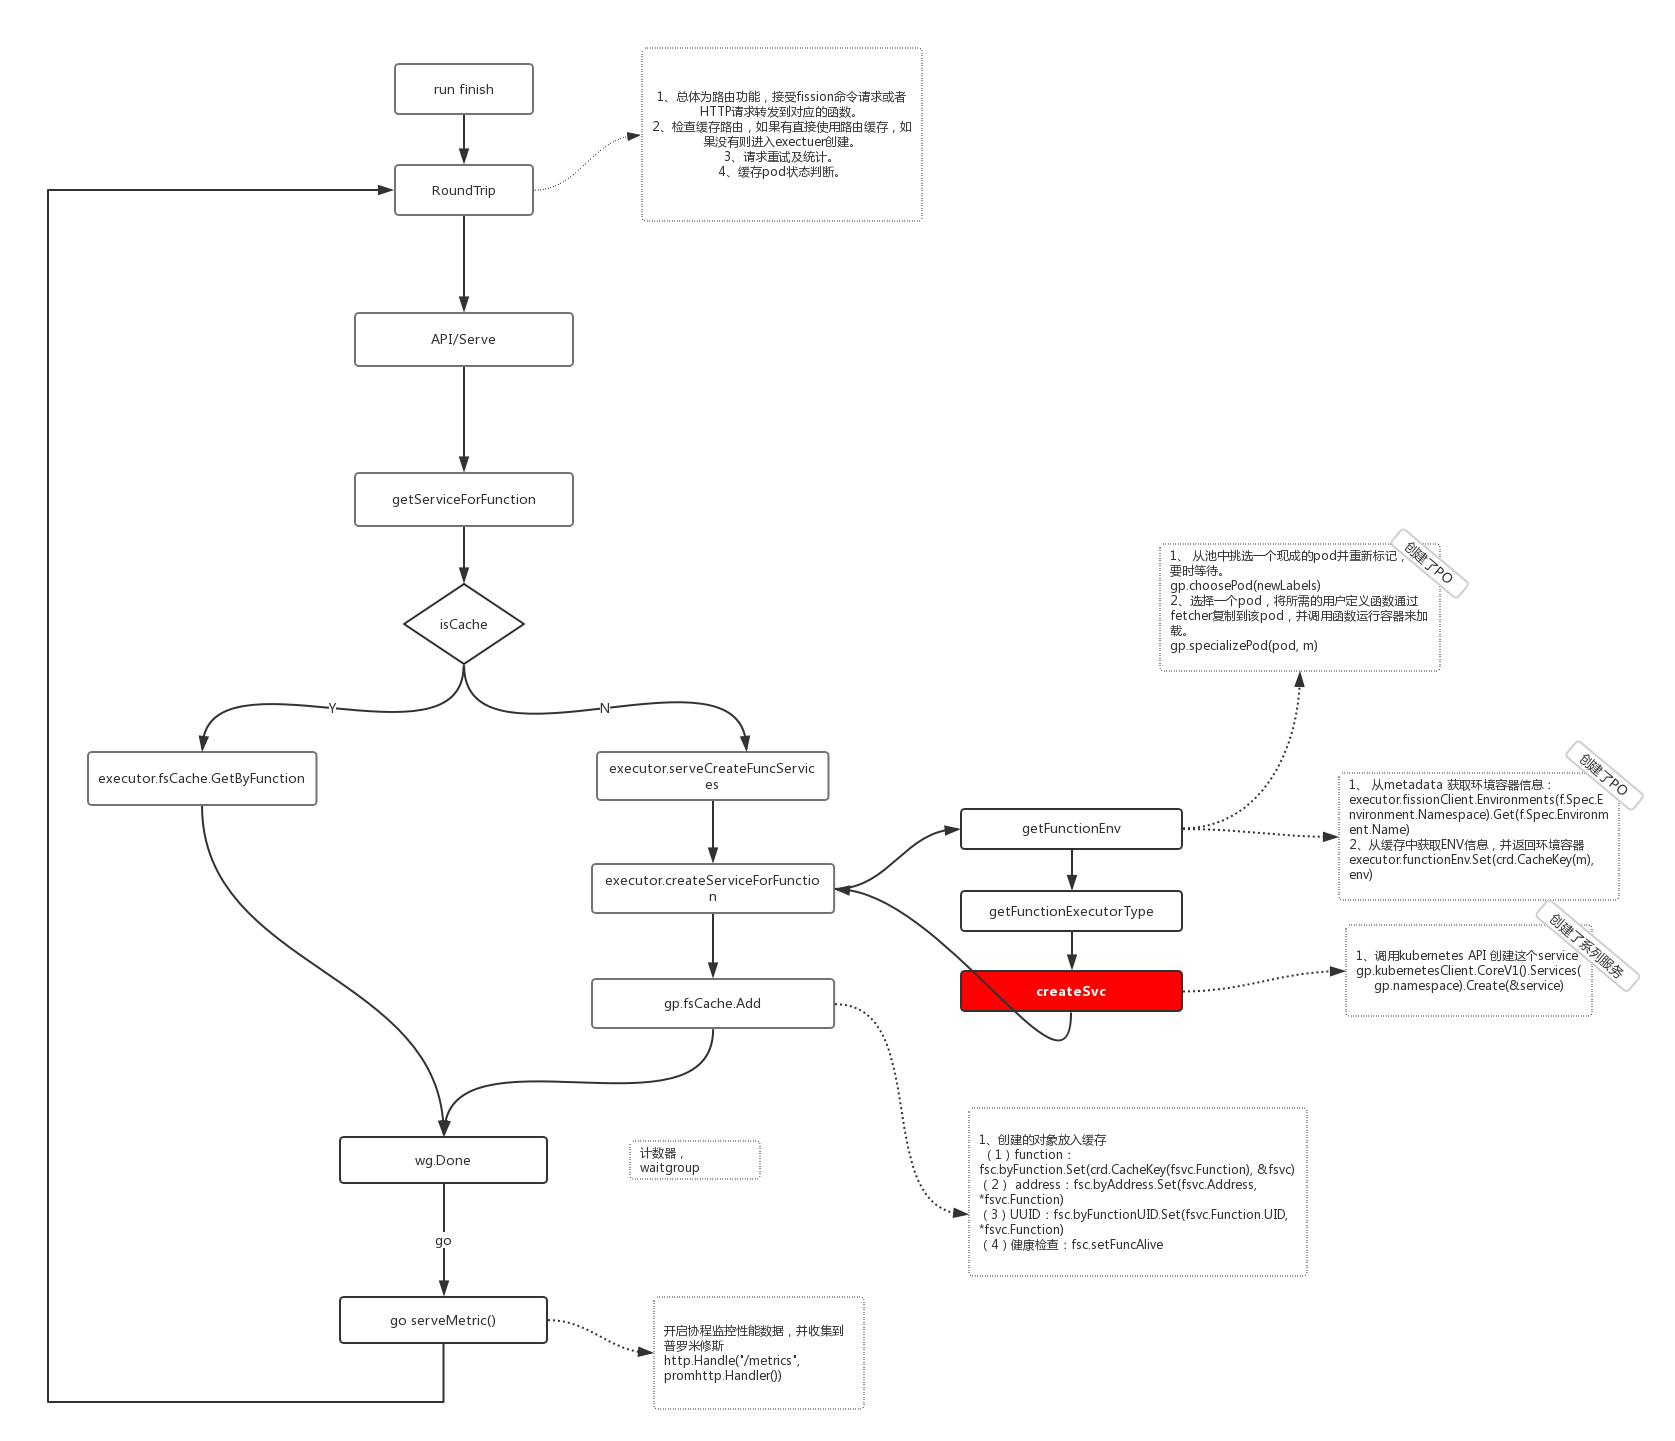 run finish
1、总体为路由功能，接受fission命令请求或者
HTTP请求转发到对应的函数。
2、检查缓存路由，如果有直接使用路由缓存，如
果没有则进入exectuer创建。
3、请求重试及统计。
4、缓存pod状态判断。
RoundTrip
API/Serve
getServiceForFunction
isCache
Y
N
executor.fsCache.GetByFunction
executor.serveCreateFuncServic
es
executor.createServiceForFunctio
n
gp.fsCache.Add
getFunctionEnv
getFunctionExecutorType
createSvc
创建了PO
1、 从池中挑选一个现成的pod并重新标记，
要时等待。
gp.choosePod(newLabels)
2、选择一个pod，将所需的用户定义函数通过
fetcher复制到该pod，并调用函数运行容器来加
载。
gp.specializePod(pod, m)
创建了PO
1、 从metadata 获取环境容器信息：
executor.fissionClient.Environments(f.Spec.E
nvironment.Namespace).Get(f.Spec.Environm
ent.Name)
2、从缓存中获取ENV信息，并返回环境容器
executor.functionEnv.Set(crd.CacheKey(m),
env)
创建了系列服务
1、调用kubernetes API 创建这个service
gp.kubernetesClient.CoreV1().Services(
gp.namespace).Create(&service)
1、创建的对象放入缓存
（1）function：
fsc.byFunction.Set(crd.CacheKey(fsvc.Function), &fsvc)
（2） address：fsc.byAddress.Set(fsvc.Address,
*fsvc.Function)
（3）UUID：fsc.byFunctionUID.Set(fsvc.Function.UID,
*fsvc.Function)
（4）健康检查：fsc.setFuncAlive
wg.Done
计数器，
waitgroup
go
go serveMetric()
开启协程监控性能数据，并收集到
普罗米修斯
http.Handle("/metrics",
promhttp.Handler())